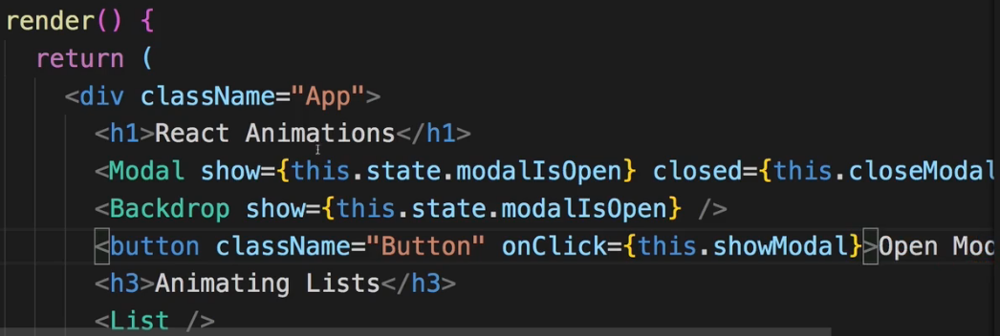 render() {
return (
<div className="App">
<h1>React Animations</h1>
<Modal show={this.state.modalIsOpen} closed={this.closeModal
<Backdrop show={this.state.modalIsOpen} />
<button className="Button" onClick={this.showModal}>Open Mod
<h3>Animating Lists</h3>
<List />